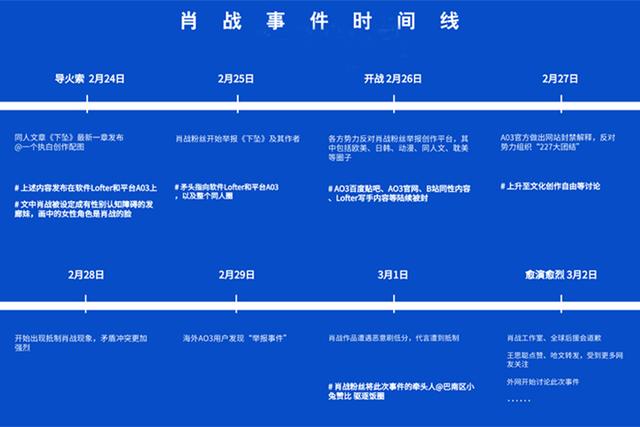 肖战事件时间线
导火索 2月24日
同人文章《下坠》最新一章发布
@一个执白创作配图
# 上述内容发布在软件Lofter和平台A03上
# 文中肖战被设定成有性别认知障碍的发
廊妹，画中的女性角色是肖战的脸
2月25日
肖战粉丝开始举报《下坠》及其作者
# 矛头指向软件Lofter和平台A03
，以及整个同人圈
开战 2月26日
各方势力反对肖战粉丝举报创作平台，其
中包括欧美、日韩、动漫、同人文、耽美
等圈子
# AO3百度贴吧、AO3官网、B站同性内容
、Lofter写手内容等陆续被封
2月27日
A03官方做出网站封禁解释，反对
势力组织“227大团结”
# 上升至文化创作自由等讨论
2月28日
开始出现抵制肖战现象，矛盾冲突更加
强烈
2月29日
海外AO3用户发现“举报事件”
3月1日
肖战作品遭遇恶意刷低分，代言遭到抵制
# 肖战粉丝将此次事件的牵头人@巴南区小
兔赞比 驱逐饭圈
愈演愈烈 3月2日
肖战工作室、全球后援会道歉
王思聪点赞、呛文转发，受到更多网
友关注
外网开始讨论此次事件
······